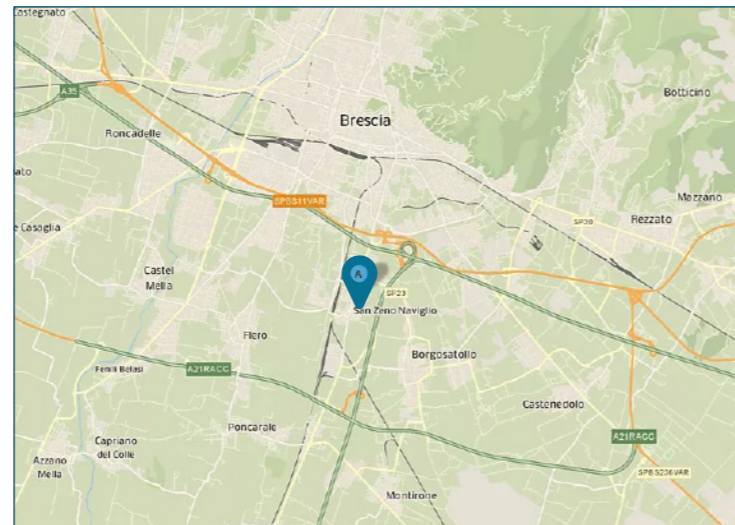 Castegnato
A35
Roncadelle
Brescia
Botticino
SPBS11VAR
Mazzano
Rezzato
SP39
e Casaglia
Castel
Mella
A
SP23
San Zeno Naviglio
Flero
Borgosatollo
Fenili Belasi
A21RACC
Castenedolo
Poncarale
Capriano
del Colle
A21RACC
Azzano
Mella
SPBS236VAR
Montirone